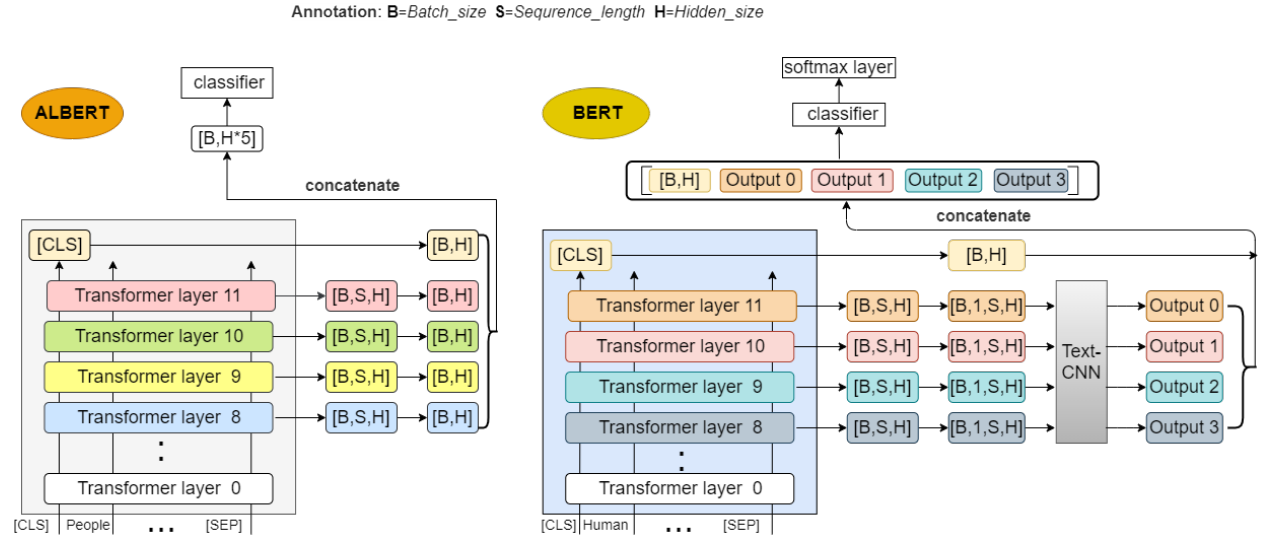 Annotation: B=Batch_size S=Sequrence_length H=Hidden_size
ALBERT
classifier
[B,H*5]
concatenate
[CLS]
[B,H]
Transformer layer 11
[B,S,H]
[B,H]
Transformer layer 10
[B,S,H]
[B,H]
Transformer layer 9
[B,S,H]
[B,H]
Transformer layer 8
[B,S,H]
[B,H]
:
Transformer layer 0
[CLS] People ... [SEP]
BERT
softmax layer
classifier
[B,H] Output 0 Output 1 Output 2 Output 3
concatenate
[CLS]
[B,H]
Transformer layer 11
[B,S,H]
[B,1,S,H]
Output 0
Transformer layer 10
[B,S,H]
[B,1,S,H]
Output 1
Transformer layer 9
[B,S,H]
[B,1,S,H]
Output 2
Transformer layer 8
[B,S,H]
[B,1,S,H]
Output 3
Text-
CNN
:
Transformer layer 0
[CLS] Human ... [SEP]